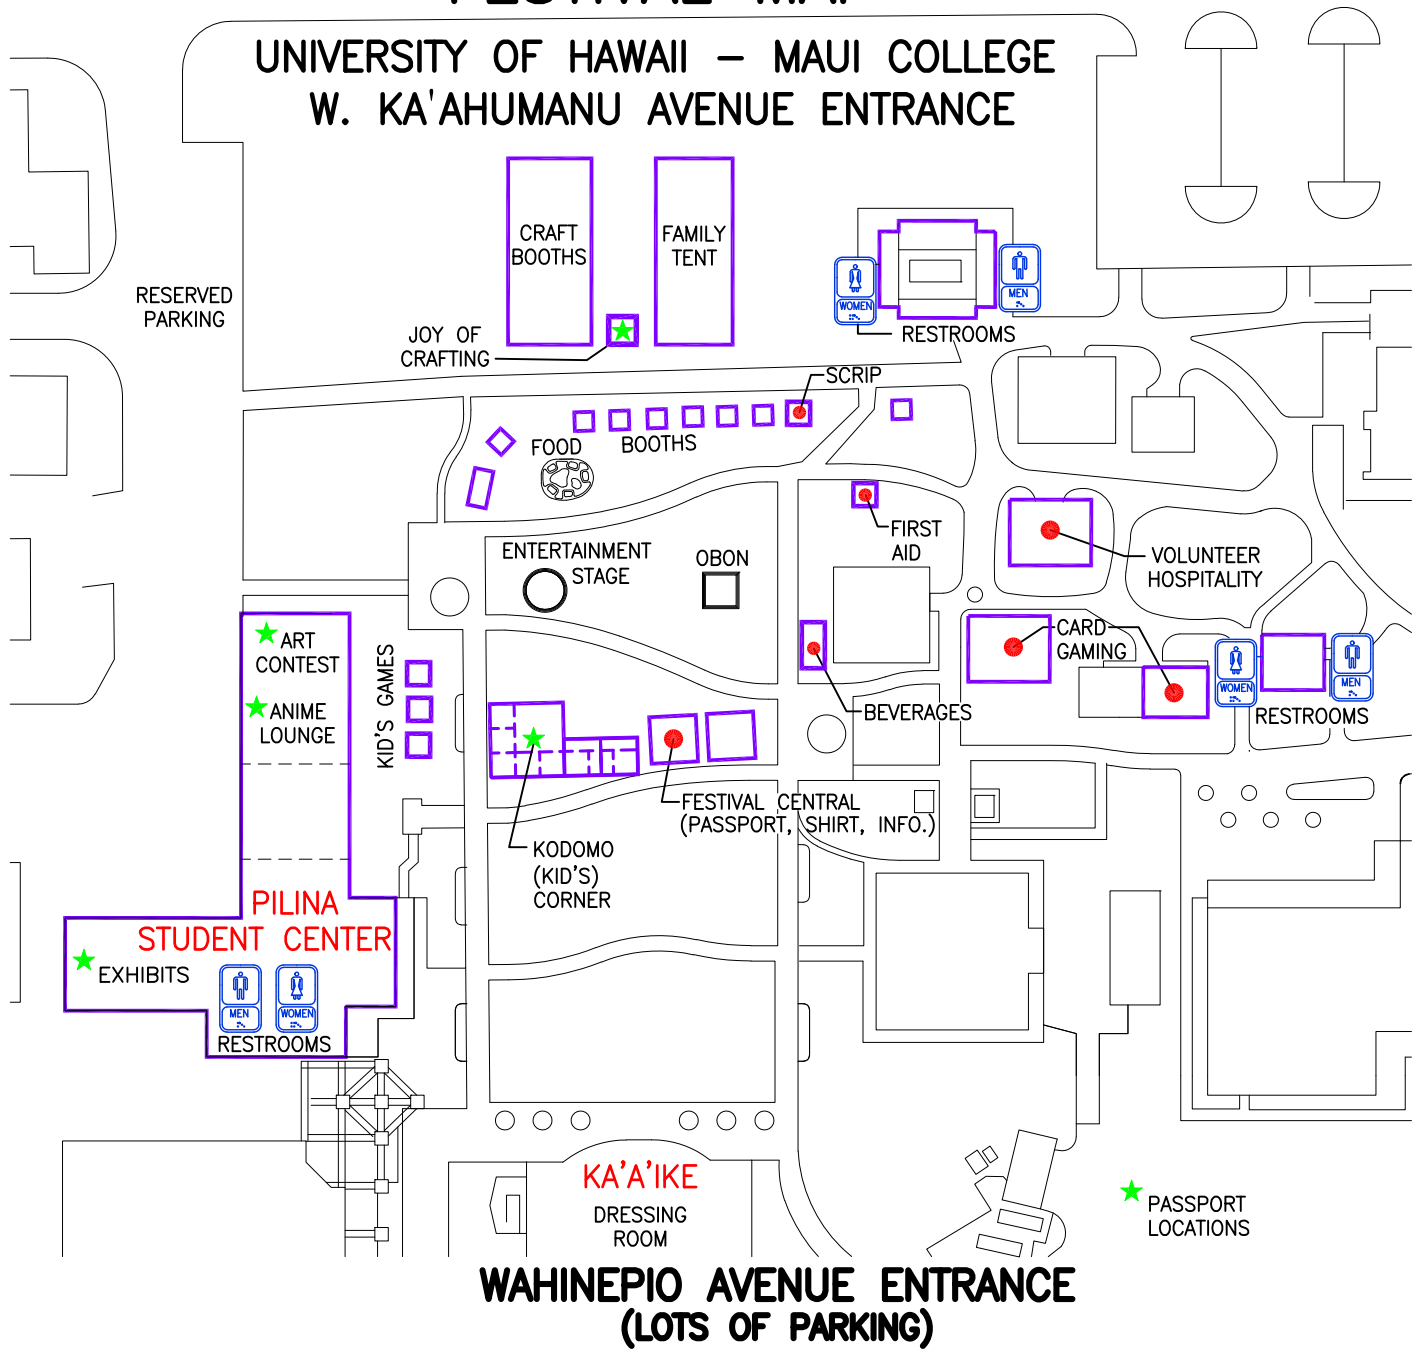 FESTIVAL MAP
UNIVERSITY OF HAWAII – MAUI COLLEGE
W. KA'AHUMANU AVENUE ENTRANCE
CRAFT
BOOTHS
FAMILY
TENT
RESERVED
PARKING
JOY OF
CRAFTING
WOMEN
MEN
RESTROOMS
SCRIP
FOOD
BOOTHS
FIRST
AID
ENTERTAINMENT
STAGE
OBON
VOLUNTEER
HOSPITALITY
ART
CONTEST
ANIME
LOUNGE
KID'S GAMES
CARD
GAMING
WOMEN
MEN
RESTROOMS
BEVERAGES
FESTIVAL CENTRAL
(PASSPORT, SHIRT, INFO.)
KODOMO
(KID'S)
CORNER
PILINA
STUDENT CENTER
EXHIBITS
MEN
WOMEN
RESTROOMS
KA'A'IKE
DRESSING
ROOM
PASSPORT
LOCATIONS
WAHINEPIO AVENUE ENTRANCE
(LOTS OF PARKING)